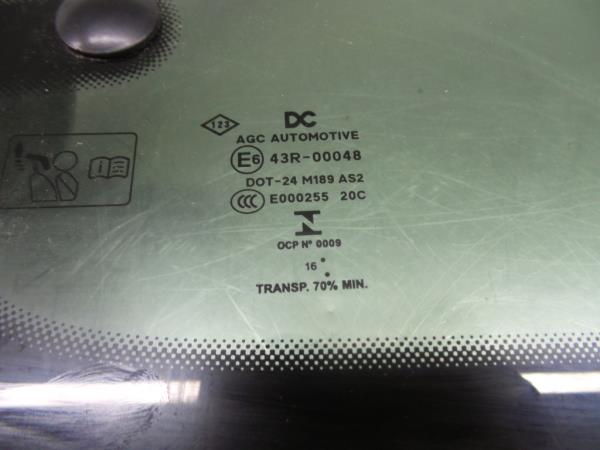 123
DC
AGC AUTOMOTIVE
E6 43R-00048
DOT-24 M189 AS2
CCC E000255 20C
OCP Nº 0009
16
TRANSP. 70% MIN.